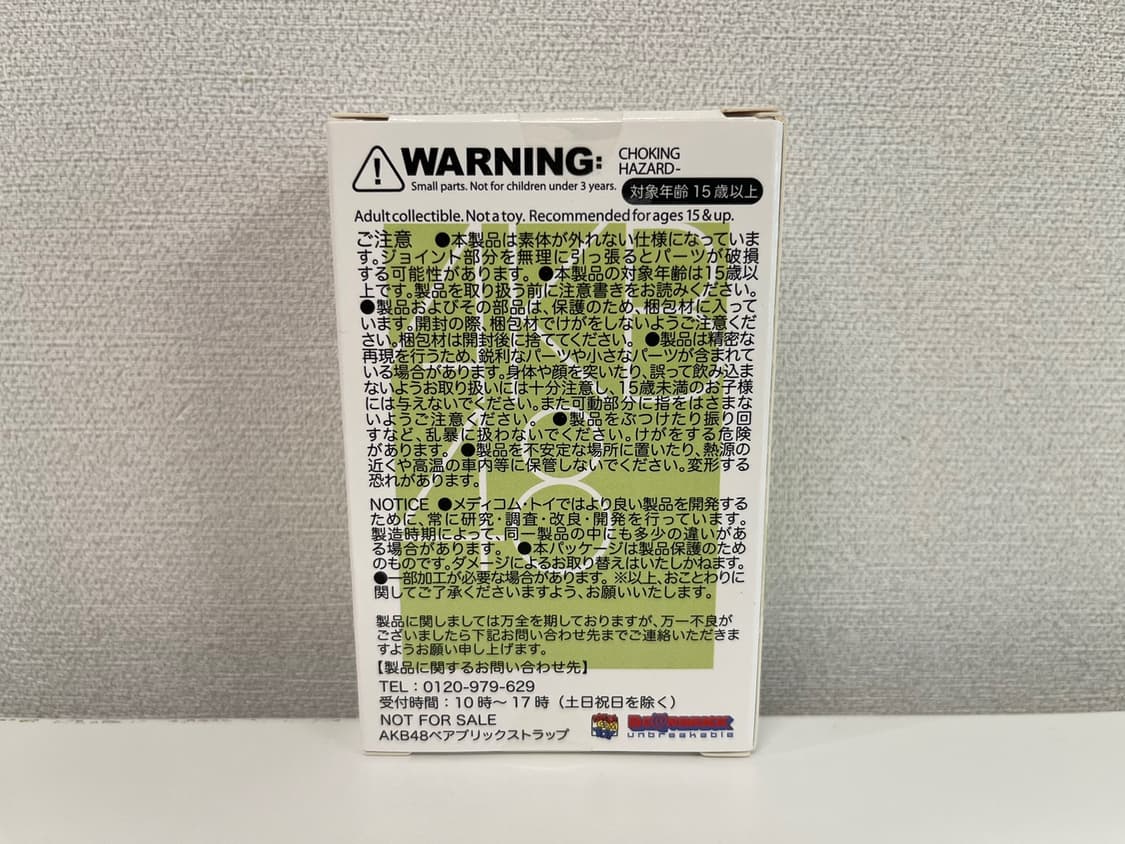 WARNING: CHOKING
HAZARD-
Small parts. Not for children under 3 years.
対象年齢 15歳以上
Adult collectible. Not a toy. Recommended for ages 15 & up.
AKB
48
ご注意 ●本製品は素体が外れない仕様になっていま
す。ジョイント部分を無理に引っ張るとパーツが破損
する可能性があります。●本製品の対象年齢は15歳以
上です。製品を取り扱う前に注意書きをお読みください。
●製品およびその部品は、保護のため、梱包材に入って
います。開封の際、梱包材でけがをしないようご注意くだ
さい。梱包材は開封後に捨ててください。●製品は精密な
再現を行うため、鋭利なパーツや小さなパーツが含まれて
いる場合があります。身体や顔を突いたり、誤って飲み込ま
ないようお取り扱いには十分注意し、15歳未満のお子様
には与えないでください。また可動部分に指をはさまな
いようご注意ください。●製品をぶつけたり振り回
すなど、乱暴に扱わないでください。けがをする危険
があります。●製品を不安定な場所に置いたり、熱源の
近くや高温の車内等に保管しないでください。変形する
恐れがあります。
NOTICE ●メディコム・トイではより良い製品を開発する
ために、常に研究・調査・改良・開発を行っています。
製造時期によって、同一製品の中にも多少の違いがあ
る場合があります。●本パッケージは製品保護のため
のものです。ダメージによるお取り替えはいたしかねます。
●一部加工が必要な場合があります。※以上、おことわりに
関してご了承くださいますよう、お願いいたします。
製品に関しましては万全を期しておりますが、万一不良が
ございましたら下記お問い合わせ先までご連絡いただきま
すようお願い申し上げます。
【製品に関するお問い合わせ先】
TEL：0120-979-629
受付時間：10時～17時（土日祝日を除く）
NOT FOR SALE
AKB48ベアブリックストラップ
BE@RBRICK
unbreakable